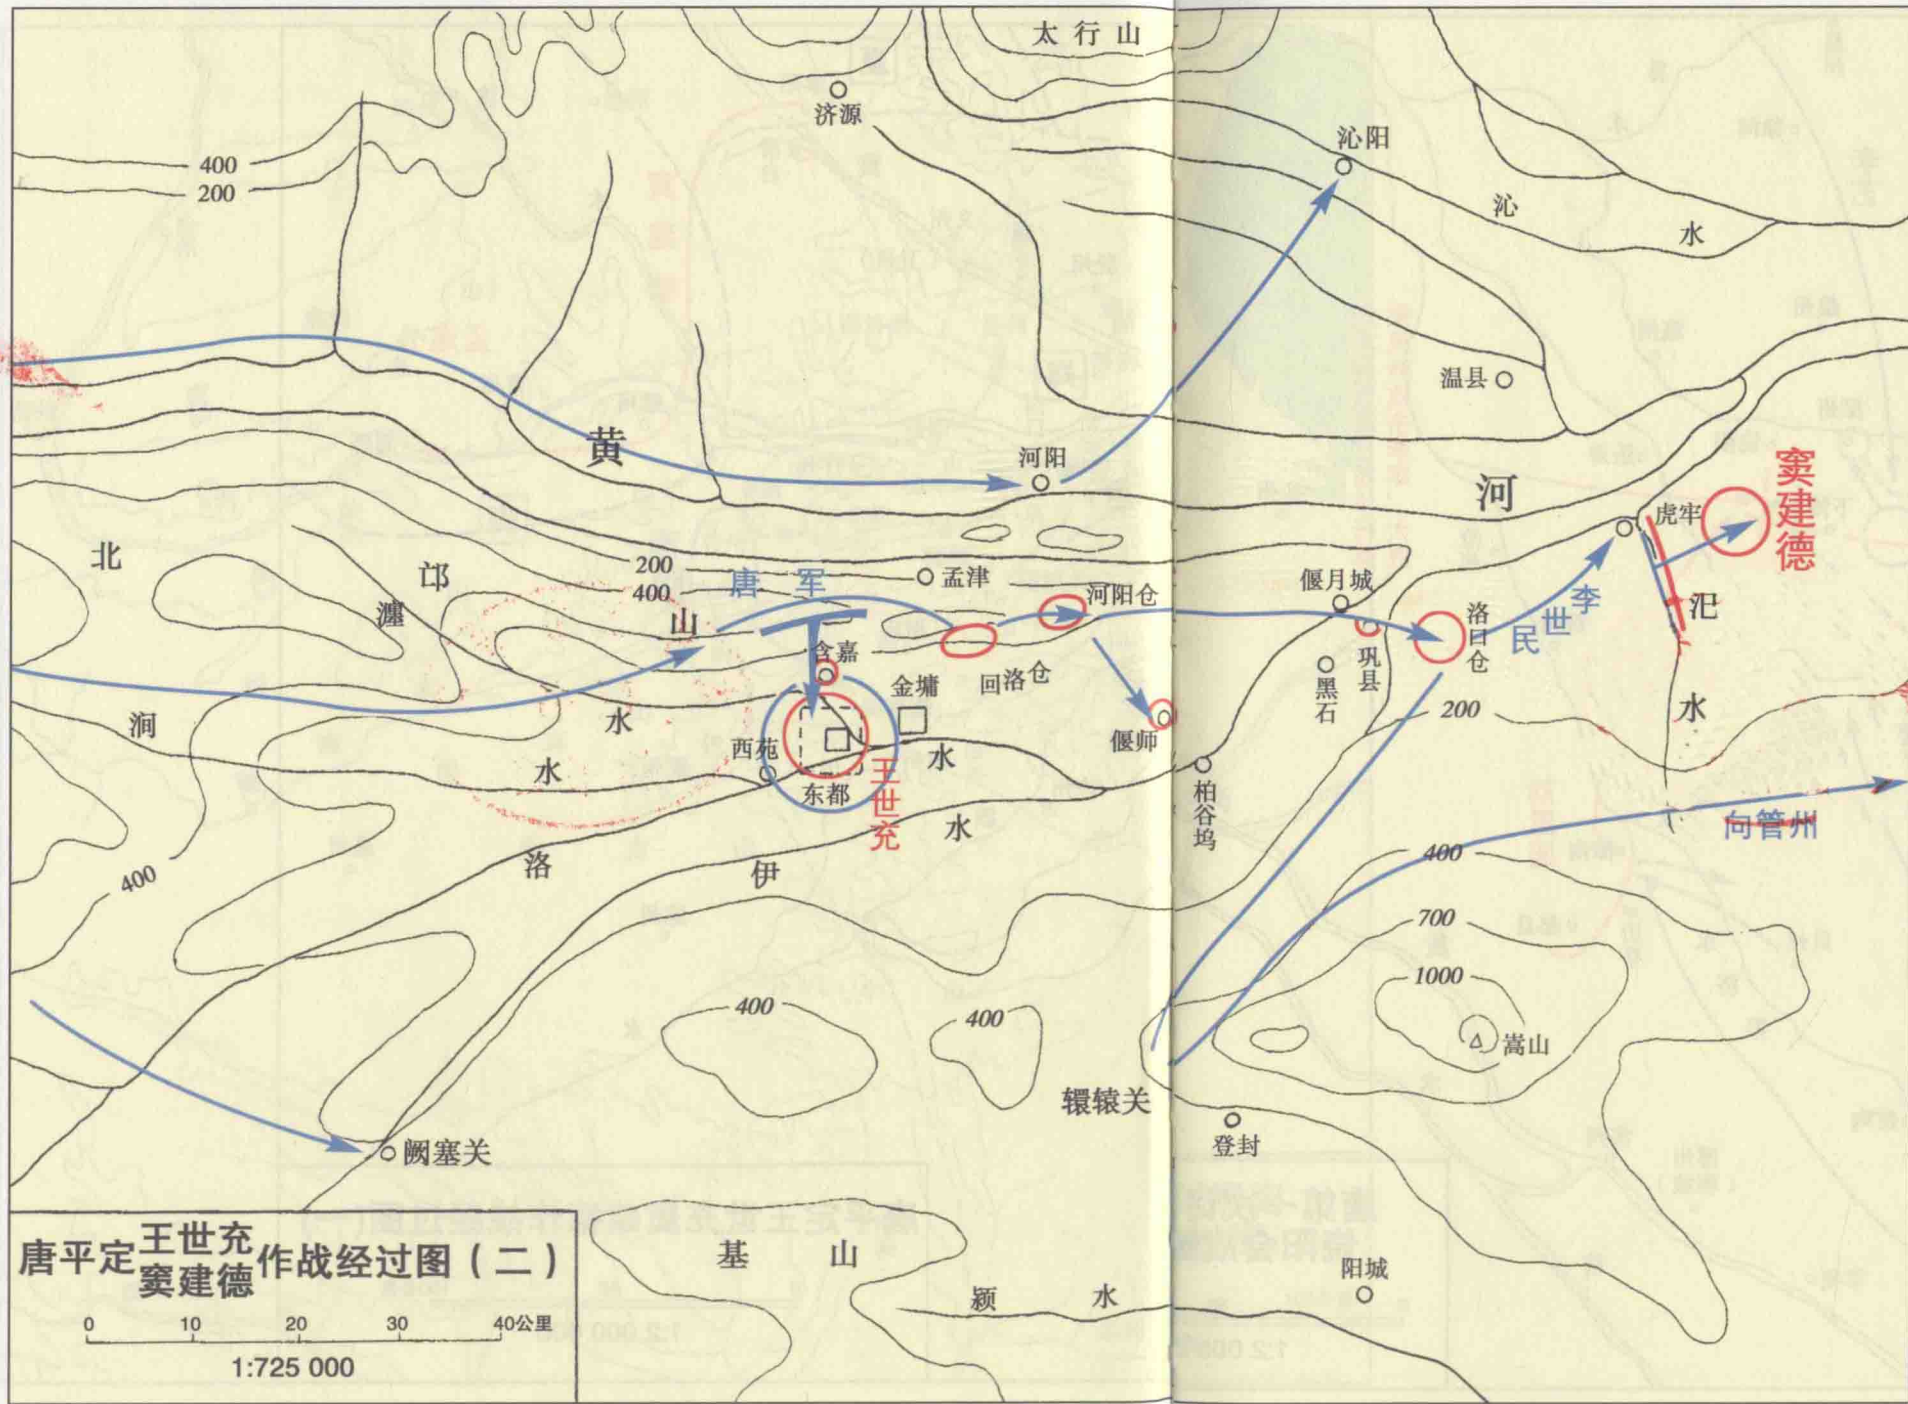 太行山
济源
沁阳
400
200
沁水
温县
黄河
河阳
窦建德
虎牢
北邙山
200
400
孟津
唐军
河阳仓
偃月城
李世民
汜水
瀍水
含嘉
金墉
回洛仓
洛口仓
巩县
黑石
200
涧水
西苑
东都
王世充
偃师
柏谷坞
向管州
洛水
伊水
400
400
700
1000
嵩山
400
400
轘辕关
登封
阙塞关
基山
颍水
阳城
唐平定王世充窦建德作战经过图(二)
0 10 20 30 40公里
1:725 000